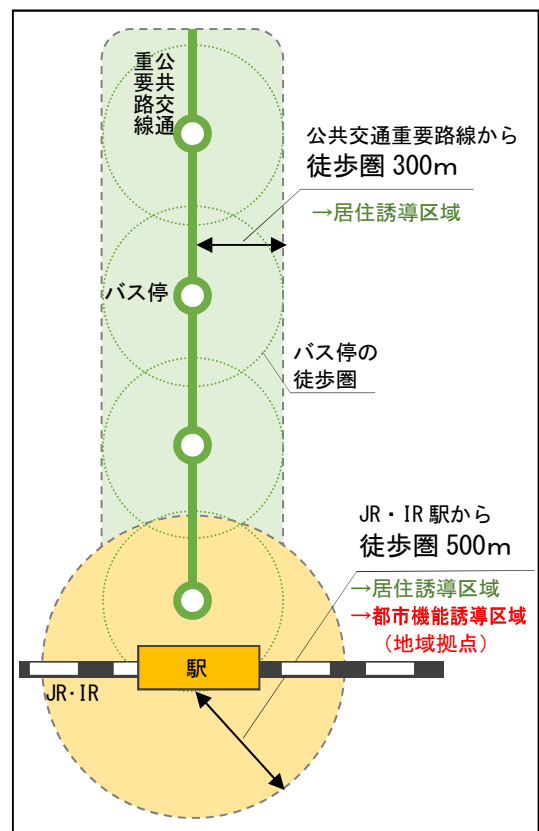 公共交通
重要路線
公共交通重要路線から
徒歩圏 300m
→居住誘導区域
バス停
バス停の
徒歩圏
JR・IR 駅から
徒歩圏 500m
→居住誘導区域
→都市機能誘導区域
(地域拠点)
駅
JR・IR